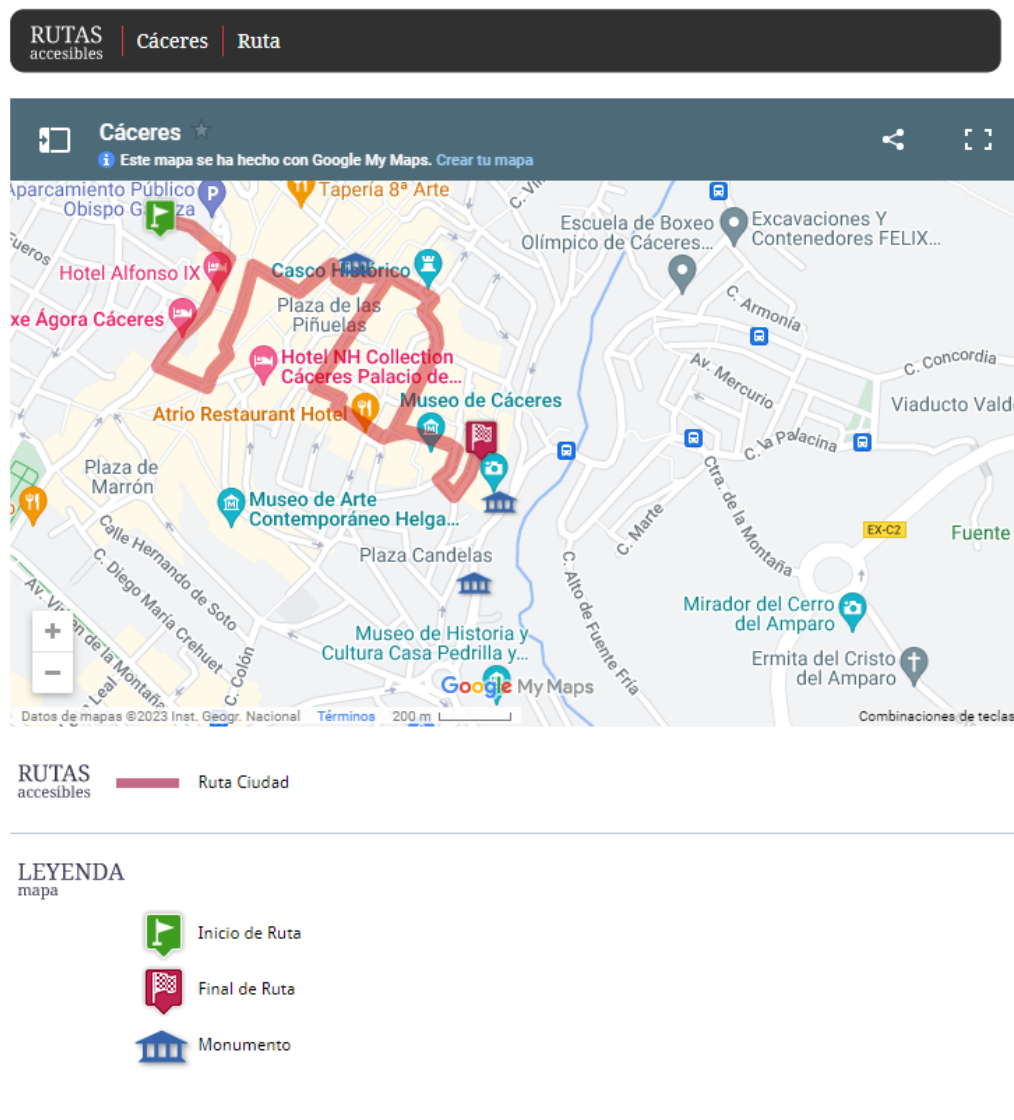 RUTAS
accesibles
Cáceres
Ruta
Cáceres
Este mapa se ha hecho con Google My Maps. Crear tu mapa
Aparcamiento Público
Obispo
P
Tapería 8ª Arte
Escuela de Boxeo
Olímpico de Cáceres...
Excavaciones Y
Contenedores FELIX...
Hotel Alfonso IX
Casco Histórico
Plaza de las
Piñuelas
C. Armonía
xe Ágora Cáceres
Hotel NH Collection
Cáceres Palacio de...
C. Concordia
Av. Mercurio
Atrio Restaurant Hotel
Museo de Cáceres
Viaducto Vald
C. la Palacina
Plaza de
Marrón
Museo de Arte
Contemporáneo Helga...
Ctra. de la Montaña
C. Marte
EX-C2
Fuente
Calle Hernando de Soto
Plaza Candelas
C. Diego María Crehuet
C. Alto de Fuente Fría
Mirador del Cerro
del Amparo
Museo de Historia y
Cultura Casa Pedrilla y...
C. Colón
Ermita del Cristo
del Amparo
+
−
Google My Maps
Datos de mapas ©2023 Inst. Geogr. Nacional
Términos
200 m
Combinaciones de teclas
RUTAS
accesibles
Ruta Ciudad
LEYENDA
mapa
Inicio de Ruta
Final de Ruta
Monumento